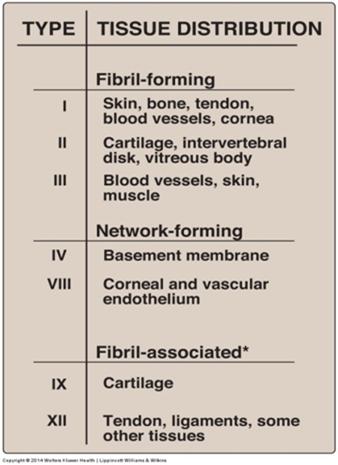 TYPE TISSUE DISTRIBUTION
Fibril-forming
I Skin, bone, tendon,
blood vessels, cornea
II Cartilage, intervertebral
disk, vitreous body
III Blood vessels, skin,
muscle
Network-forming
IV Basement membrane
VIII Corneal and vascular
endothelium
Fibril-associated*
IX Cartilage
XII Tendon, ligaments, some
other tissues
Copyright © 2014 Wolters Kluwer Health | Lippincott Williams & Wilkins